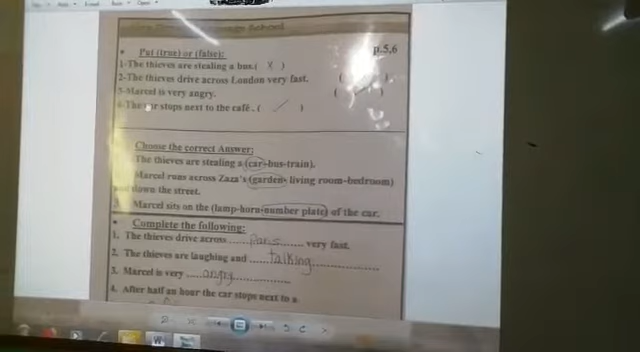 School
p.5,6
Put (true) or (false):
1-The thieves are stealing a bus.( X )
2-The thieves drive across London very fast. (
3-Marcel is very angry. (
4-The car stops next to the café . ( ✓ )
Choose the correct Answer:
The thieves are stealing a (car-bus-train).
Marcel runs across Zaza's (garden- living room-bedroom)
down the street.
Marcel sits on the (lamp-horn-number plate) of the car.
Complete the following:
1. The thieves drive across ......Paris...... very fast.
2. The thieves are laughing and .....talking..................
3. Marcel is very ....angry..................
4. After half an hour the car stops next to a